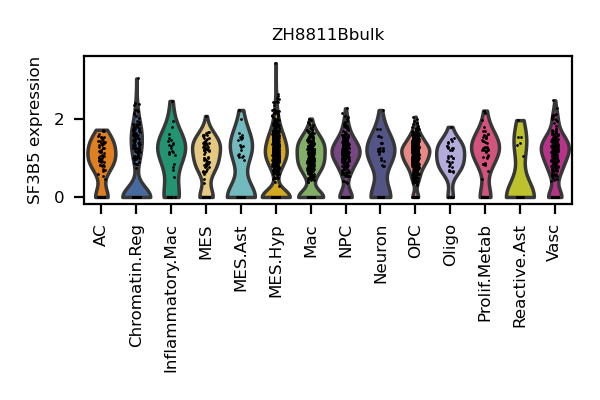 ZH8811Bbulk
SF3B5 expression
2
0
AC
Chromatin.Reg
Inflammatory.Mac
MES
MES.Ast
MES.Hyp
Mac
NPC
Neuron
OPC
Oligo
Prolif.Metab
Reactive.Ast
Vasc